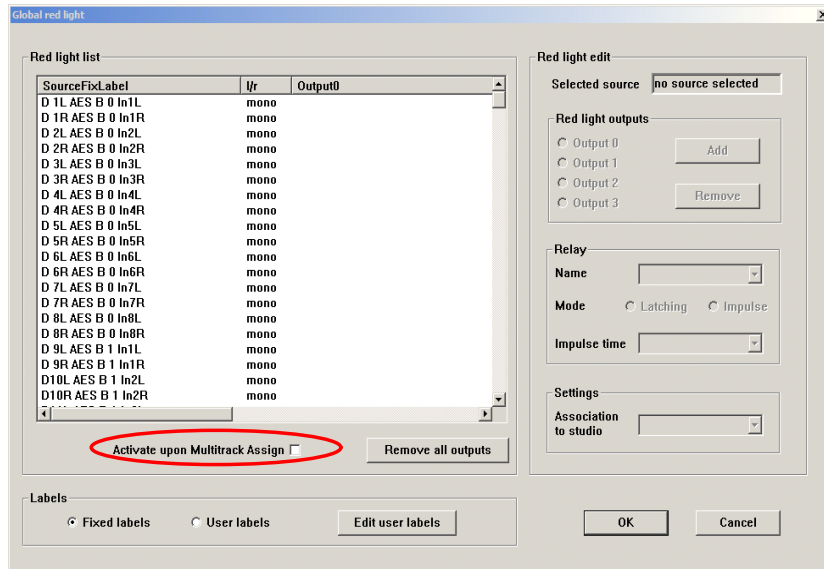 Global red light
Red light list
SourceFixLabel l/r Output0
D 1L AES B 0 In1L mono
D 1R AES B 0 In1R mono
D 2L AES B 0 In2L mono
D 2R AES B 0 In2R mono
D 3L AES B 0 In3L mono
D 3R AES B 0 In3R mono
D 4L AES B 0 In4L mono
D 4R AES B 0 In4R mono
D 5L AES B 0 In5L mono
D 5R AES B 0 In5R mono
D 6L AES B 0 In6L mono
D 6R AES B 0 In6R mono
D 7L AES B 0 In7L mono
D 7R AES B 0 In7R mono
D 8L AES B 0 In8L mono
D 8R AES B 0 In8R mono
D 9L AES B 1 In1L mono
D 9R AES B 1 In1R mono
D10L AES B 1 In2L mono
D10R AES B 1 In2R mono
Activate upon Multitrack Assign
Remove all outputs
Red light edit
Selected source no source selected
Red light outputs
Output 0
Output 1
Output 2
Output 3
Add
Remove
Relay
Name
Mode Latching Impulse
Impulse time
Settings
Association
to studio
Labels
Fixed labels User labels Edit user labels
OK Cancel